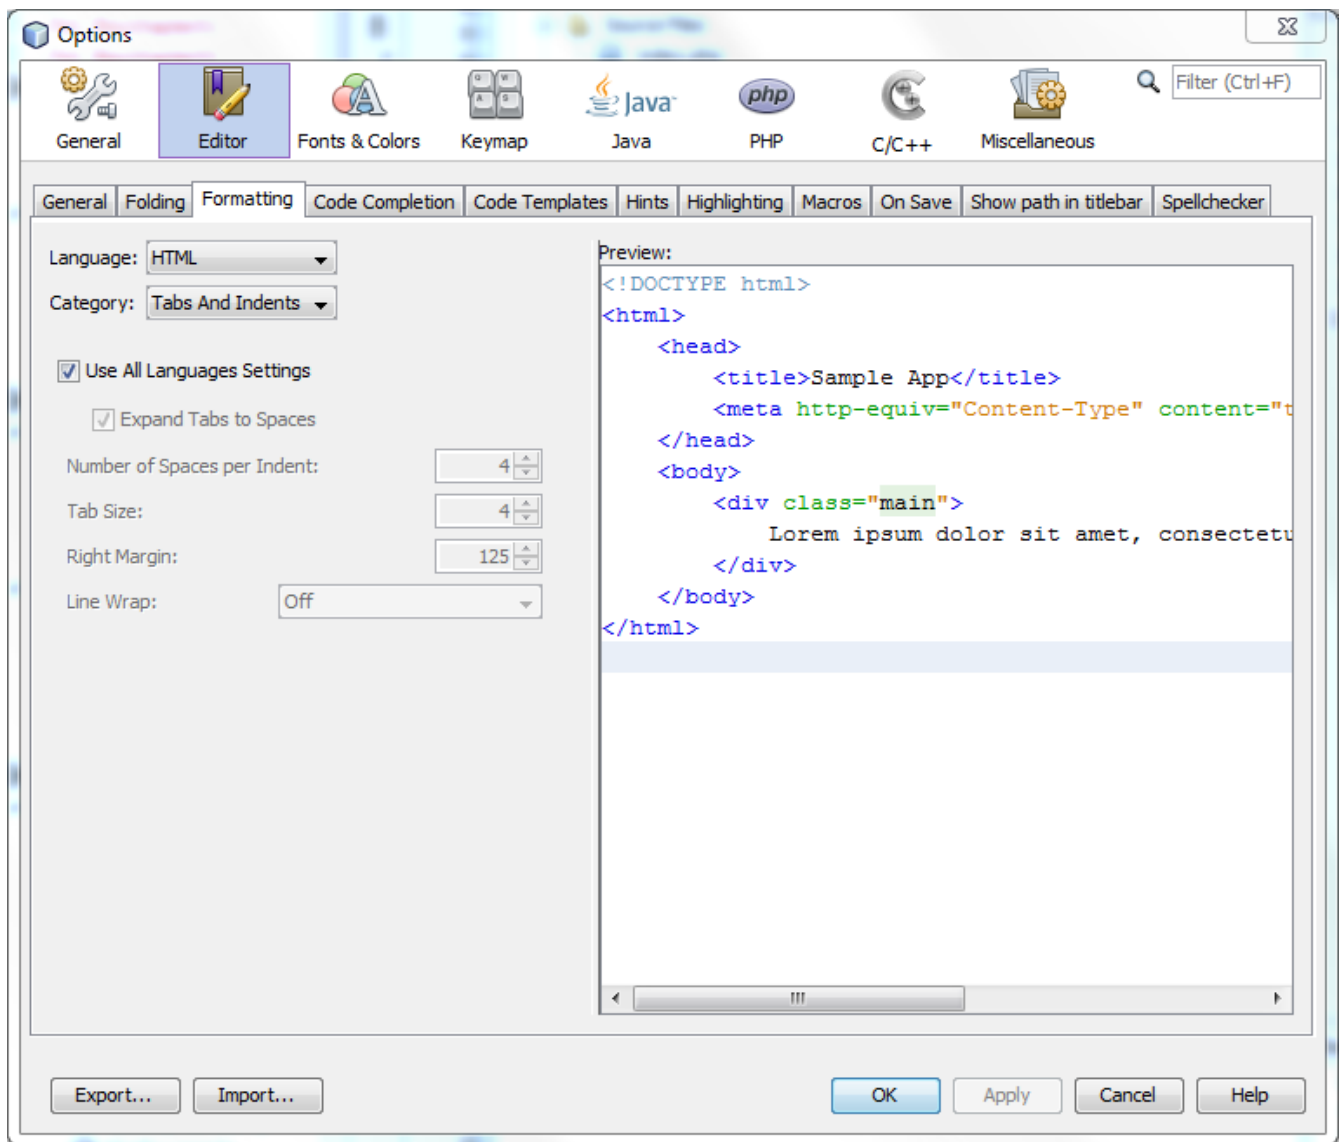 Options
Filter (Ctrl+F)
General Editor Fonts & Colors Keymap Java PHP C/C++ Miscellaneous
General Folding Formatting Code Completion Code Templates Hints Highlighting Macros On Save Show path in titlebar Spellchecker
Language: HTML
Category: Tabs And Indents
Use All Languages Settings
Expand Tabs to Spaces
Number of Spaces per Indent: 4
Tab Size: 4
Right Margin: 125
Line Wrap: Off
Preview:
<!DOCTYPE html>
<html>
<head>
<title>Sample App</title>
<meta http-equiv="Content-Type" content="t
</head>
<body>
<div class="main">
Lorem ipsum dolor sit amet, consectetu
</div>
</body>
</html>
Export... Import... OK Apply Cancel Help